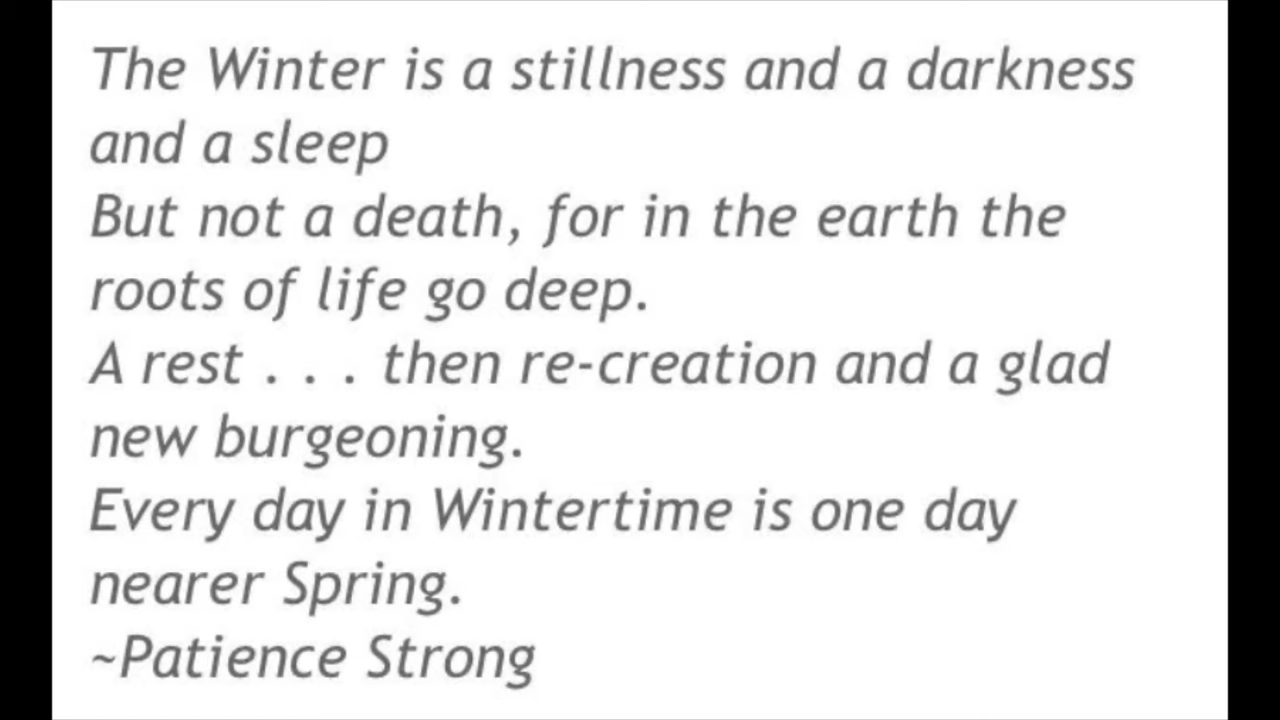 The Winter is a stillness and a darkness
and a sleep
But not a death, for in the earth the
roots of life go deep.
A rest . . . then re-creation and a glad
new burgeoning.
Every day in Wintertime is one day
nearer Spring.
~Patience Strong